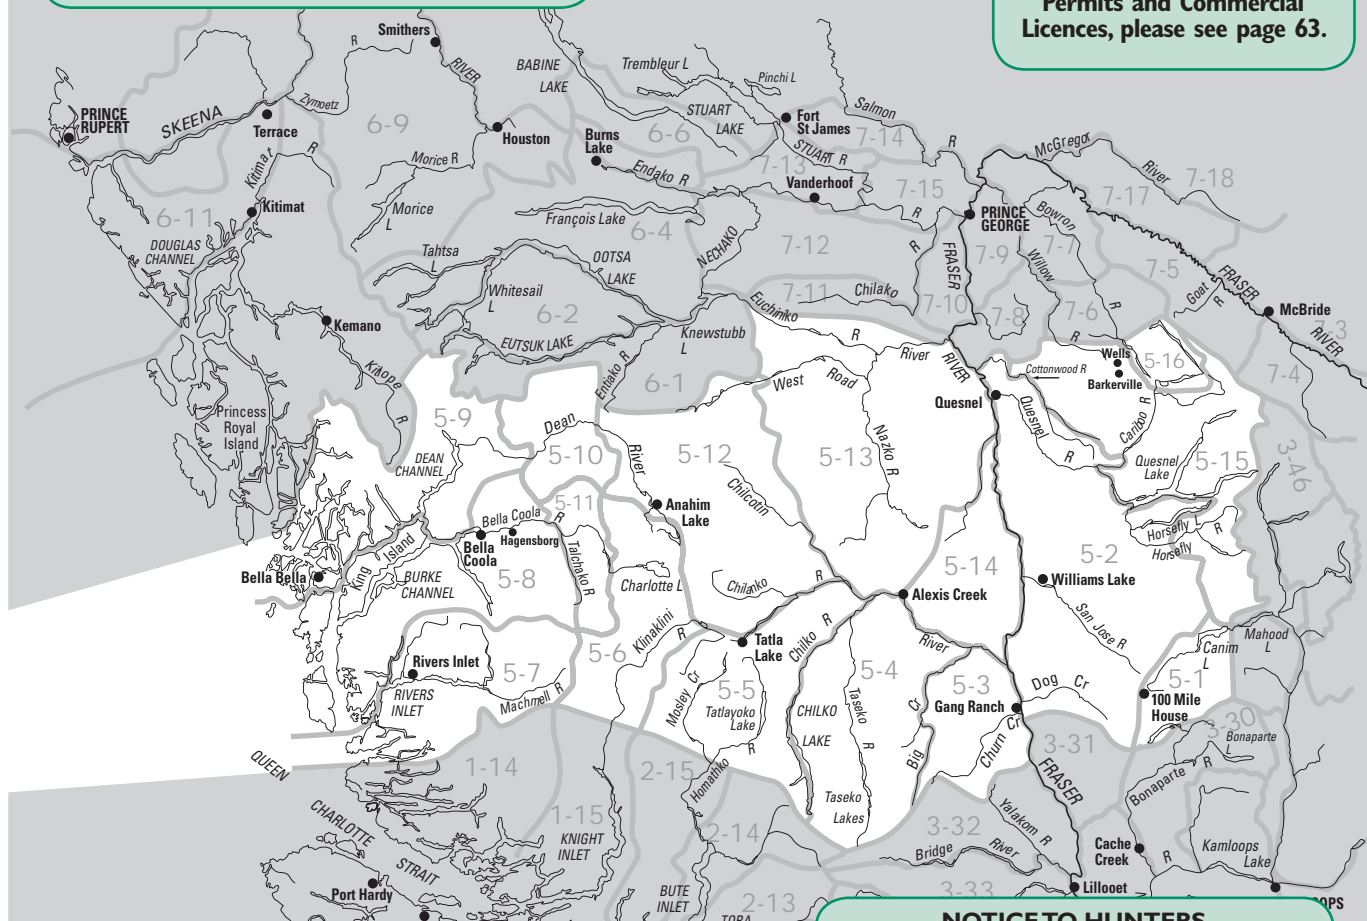 Permits and Commercial
Licences, please see page 63.
Smithers
R
RIVER
BABINE
LAKE
Trembleur L
Pinchi L
STUART
LAKE
Salmon
R
PRINCE
RUPERT
SKEENA
Zymoetz
Terrace
6-9
Houston
Burns
Lake
6-6
Fort
St James
7-14
STUART R
7-13
McGregor
River
7-18
7-17
Kitimat
R
Morice R
Endako R
Vanderhoof
7-15
R
Kitimat
6-11
Morice
L
François Lake
6-4
PRINCE
GEORGE
Bowron
DOUGLAS
CHANNEL
Tahtsa
L
OOTSA
LAKE
NECHAKO
7-12
R
FRASER
7-9
7-7
Willow
7-5
Goat
R
FRASER
Whitesail
L
6-2
7-11
Euchiniko
Chilako
7-10
7-8
7-6
R
McBride
7-3
RIVER
Kemano
EUTSUK LAKE
Knewstubb
L
R
River
RIVER
R
Wells
5-16
Kitlope
R
Entiako R
6-1
West
Road
Cottonwood R
Barkerville
7-4
Princess
Royal
Island
5-9
Dean
Quesnel
Quesnel
R
Cariboo R
DEAN
CHANNEL
5-10
River
5-12
5-13
Nazko R
Quesnel
Lake
5-15
3-46
Chilcotin
5-11
Anahim
Lake
Bella Coola
R
Hagensborg
Bella
Coola
Horsefly L
R
Horsefly
King Island
5-2
5-14
Bella Bella
BURKE
CHANNEL
5-8
Talchako R
Charlotte L
Chilanko
R
Alexis Creek
Williams Lake
San Jose R
Klinaklini
R
Tatla
Lake
Chilko R
River
Canim
L
Mahood
L
Rivers Inlet
5-7
5-6
5-5
5-4
5-3
Dog Cr
5-1
RIVERS
INLET
Machmell R
Mosley Cr
Tatlayoko
Lake
R
CHILKO
LAKE
Taseko
R
Cr
Big
Gang Ranch
Churn Cr
100 Mile
House
3-30
Bonaparte
L
QUEEN
CHARLOTTE
STRAIT
1-14
2-15
Homathko
Taseko
Lakes
3-31
FRASER
Bonaparte R
1-15
KNIGHT
INLET
2-14
3-32
Yalakom R
Bridge
River
Cache
Creek
R
Kamloops
Lake
Port Hardy
BUTE
INLET
2-13
3-33
Lillooet
NOTICE TO HUNTERS